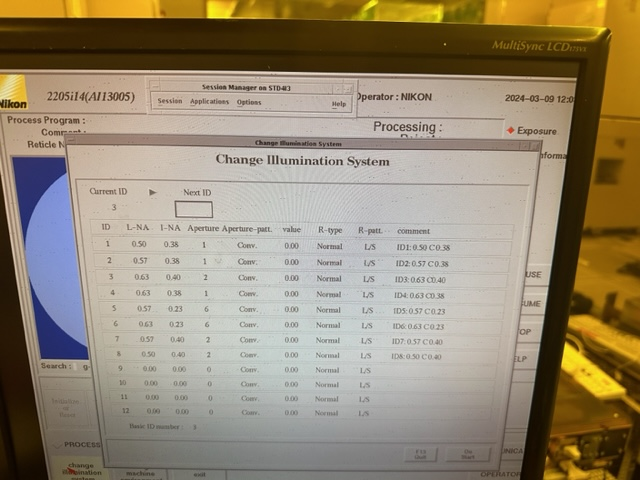 MultiSync LCD 1755VX
Nikon
2205i14(AI13005)
Session Manager on STD4I3
Session Applications Options Help
Operator : NIKON
2024-03-09 12:0
Process Program :
Processing :
Exposure
Reticle N
Change Illumination System
Change Illumination System
Current ID Next ID
3
ID L-NA I-NA Aperture Aperture-patt. value R-type R-patt. comment
1 0.50 0.38 1 Conv. 0.00 Normal L/S ID1: 0.50 C0.38
2 0.57 0.38 1 Conv. 0.00 Normal L/S ID2: 0.57 C0.38
3 0.63 0.40 2 Conv. 0.00 Normal L/S ID3: 0.63 C0.40
4 0.63 0.38 1 Conv. 0.00 Normal L/S ID4: 0.63 C0.38
5 0.57 0.23 6 Conv. 0.00 Normal L/S ID5: 0.57 C0.23
6 0.63 0.23 6 Conv. 0.00 Normal L/S ID6: 0.63 C0.23
7 0.57 0.40 2 Conv. 0.00 Normal L/S ID7: 0.57 C0.40
8 0.50 0.40 2 Conv. 0.00 Normal L/S ID8: 0.50 C0.40
9 0.00 0.00 0 Conv. 0.00 Normal L/S
10 0.00 0.00 0 Conv. 0.00 Normal L/S
11 0.00 0.00 0 Conv. 0.00 Normal L/S
12 0.00 0.00 0 Conv. 0.00 Normal L/S
Basic ID number : 3
Search : g-
PROCESS
change
illumination
system
machine
exit
OPERATOR
USE
UME
OP
ELP